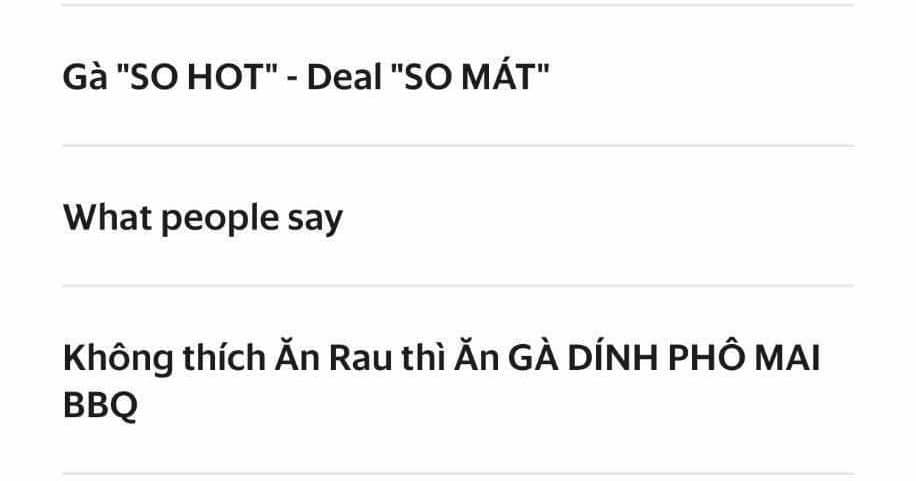 Gà "SO HOT" - Deal "SO MÁT"
What people say
Không thích Ăn Rau thì Ăn GÀ DÍNH PHÔ MAI
BBQ